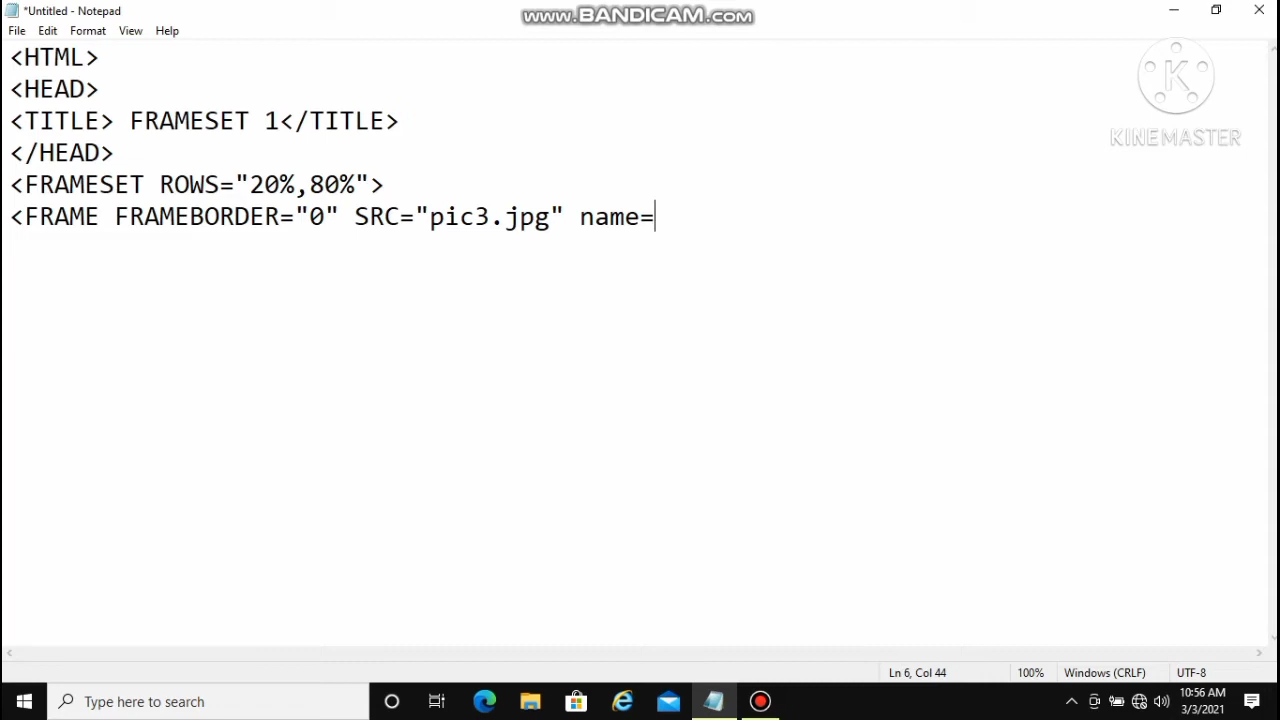 *Untitled - Notepad
www.BANDICAM.com
File Edit Format View Help
<HTML>
<HEAD>
<TITLE> FRAMESET 1</TITLE>
</HEAD>
<FRAMESET ROWS="20%,80%">
<FRAME FRAMEBORDER="0" SRC="pic3.jpg" name=
K
KINEMASTER
Ln 6, Col 44 100% Windows (CRLF) UTF-8
Type here to search
10:56 AM
3/3/2021